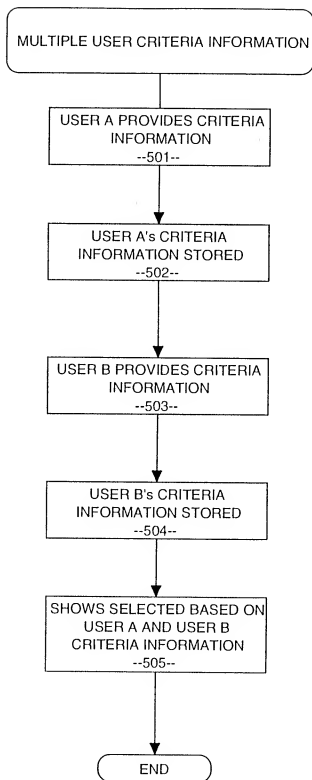 MULTIPLE USER CRITERIA INFORMATION
USER A PROVIDES CRITERIA
INFORMATION
--501--
USER A's CRITERIA
INFORMATION STORED
--502--
USER B PROVIDES CRITERIA
INFORMATION
--503--
USER B's CRITERIA
INFORMATION STORED
--504--
SHOWS SELECTED BASED ON
USER A AND USER B
CRITERIA INFORMATION
--505--
END